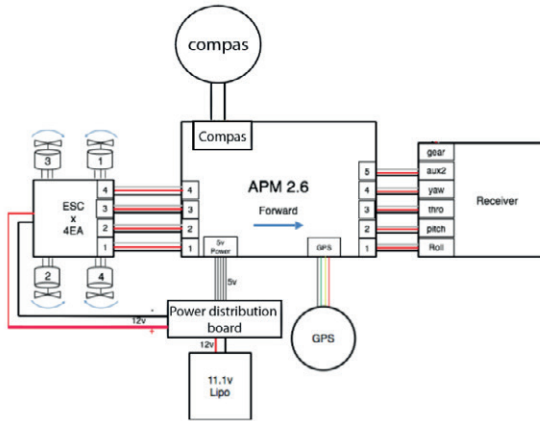 compas
Compas
APM 2.6
Forward
5v
Power
GPS
4
3
2
1
5
4
3
2
1
gear
aux2
yaw
thro
pitch
Roll
Receiver
3
1
ESC
x
4EA
4
3
2
1
2
4
5v
12v
-
+
Power distribution
board
12v
11.1v
Lipo
GPS